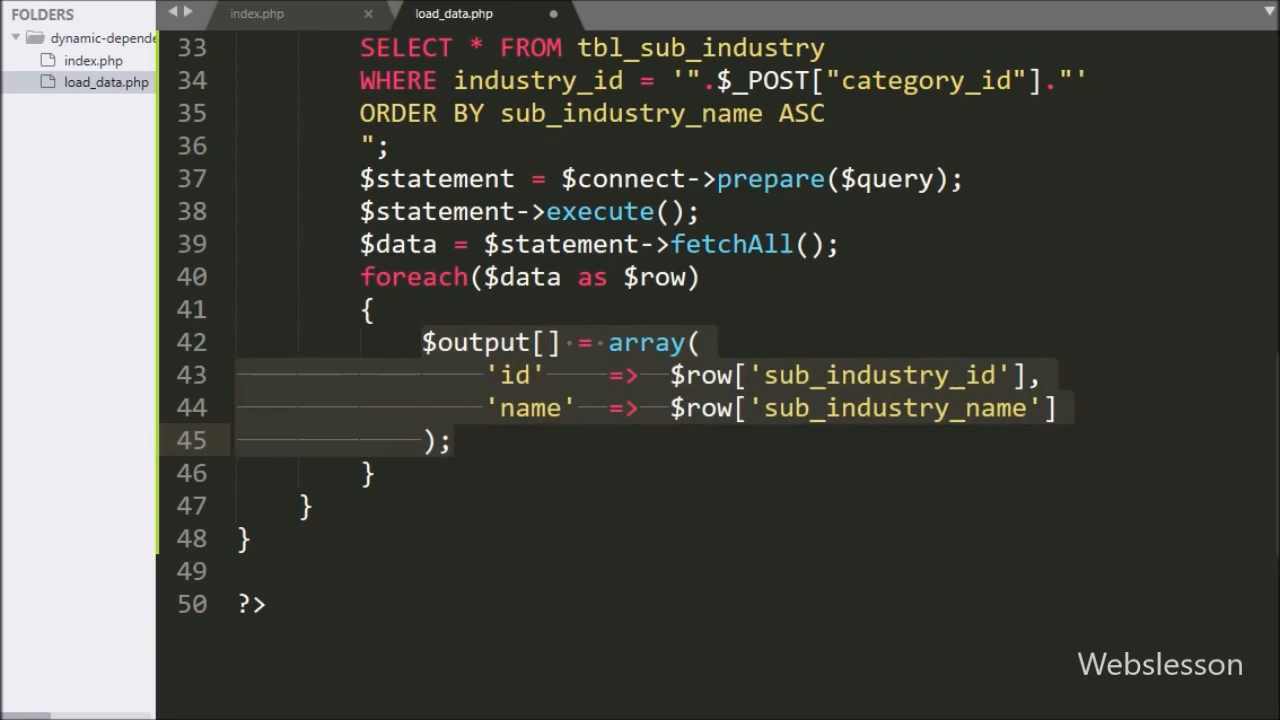 FOLDERS
dynamic-depende
index.php
load_data.php
index.php × load_data.php
33 SELECT * FROM tbl_sub_industry
34 WHERE industry_id = '".$_POST["category_id"]."'
35 ORDER BY sub_industry_name ASC
36 ";
37 $statement = $connect->prepare($query);
38 $statement->execute();
39 $data = $statement->fetchAll();
40 foreach($data as $row)
41 {
42 $output[] = array(
43 'id' => $row['sub_industry_id'],
44 'name' => $row['sub_industry_name']
45 );
46 }
47 }
48 }
49
50 ?>
Webslesson